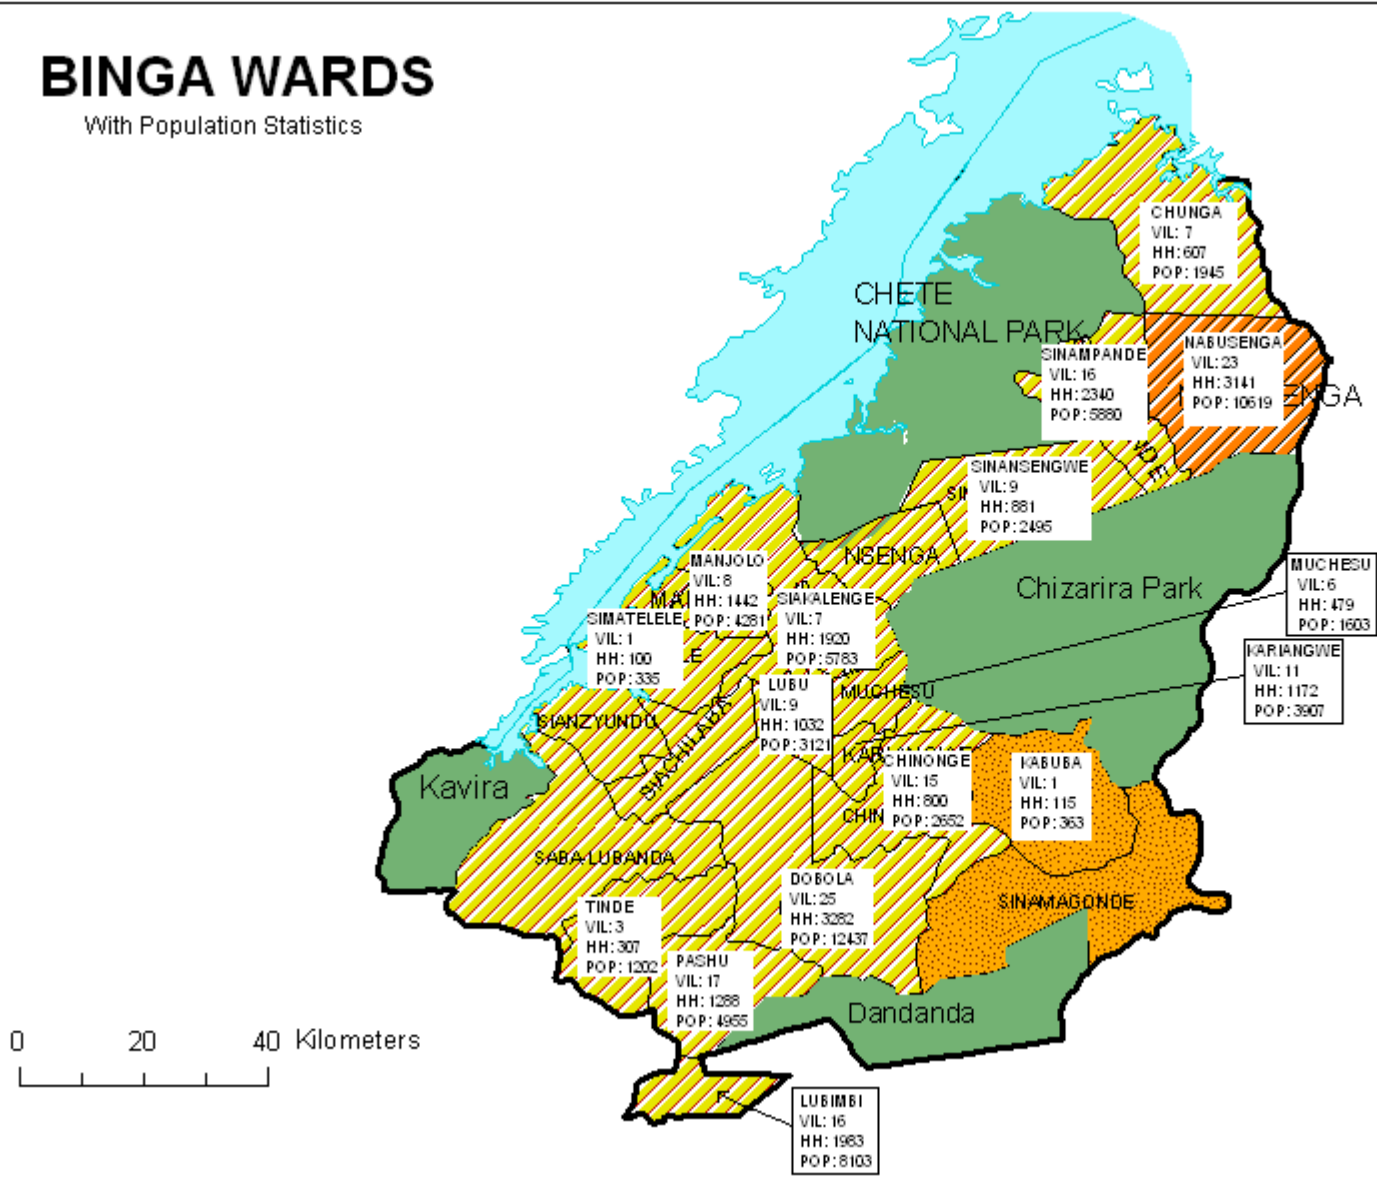 BINGA WARDS
With Population Statistics
CHUNGA
VIL: 7
HH: 607
POP: 1945
CHETE
NATIONAL PARK
SINAMPANDE
VIL: 16
HH: 2340
POP: 5880
NABUSENGA
VIL: 23
HH: 3141
POP: 10619
ENGA
NDE
SINANSENGWE
VIL: 9
HH: 881
POP: 2495
SIN
NSENGA
Chizarira Park
MUCHESU
VIL: 6
HH: 479
POP: 1603
MANJOLO
VIL: 8
HH: 1442
POP: 4281
MA
SIAKALENGE
VIL: 7
HH: 1920
POP: 5783
SIMATELELE
VIL: 1
HH: 100
POP: 335
LE
KARIANGWE
VIL: 11
HH: 1172
POP: 3907
LUBU
VIL: 9
HH: 1032
POP: 3121
MUCHESU
SIANZYUNDU
SIACHILABA
KAR
CHINONGE
VIL: 15
HH: 800
POP: 2652
CHIN
KABUBA
VIL: 1
HH: 115
POP: 363
Kavira
SABA-LUBANDA
DOBOLA
VIL: 25
HH: 3282
POP: 12437
SINAMAGONDE
TINDE
VIL: 3
HH: 307
POP: 1202
PASHU
VIL: 17
HH: 1288
POP: 4955
Dandanda
0 20 40 Kilometers
LUBIMBI
VIL: 16
HH: 1983
POP: 8103